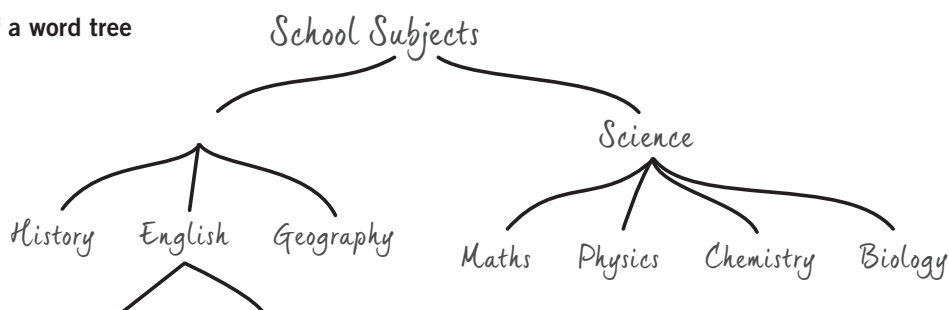 a word tree
School Subjects
Science
History English Geography
Maths Physics Chemistry Biology